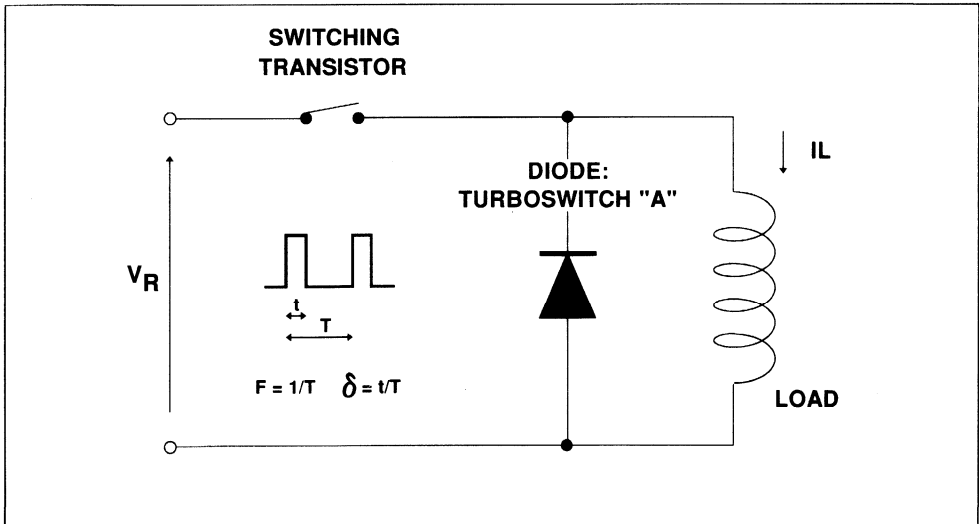 SWITCHING
TRANSISTOR
IL
DIODE:
TURBOSWITCH "A"
VR
t
T
F = 1/T δ = t/T
LOAD